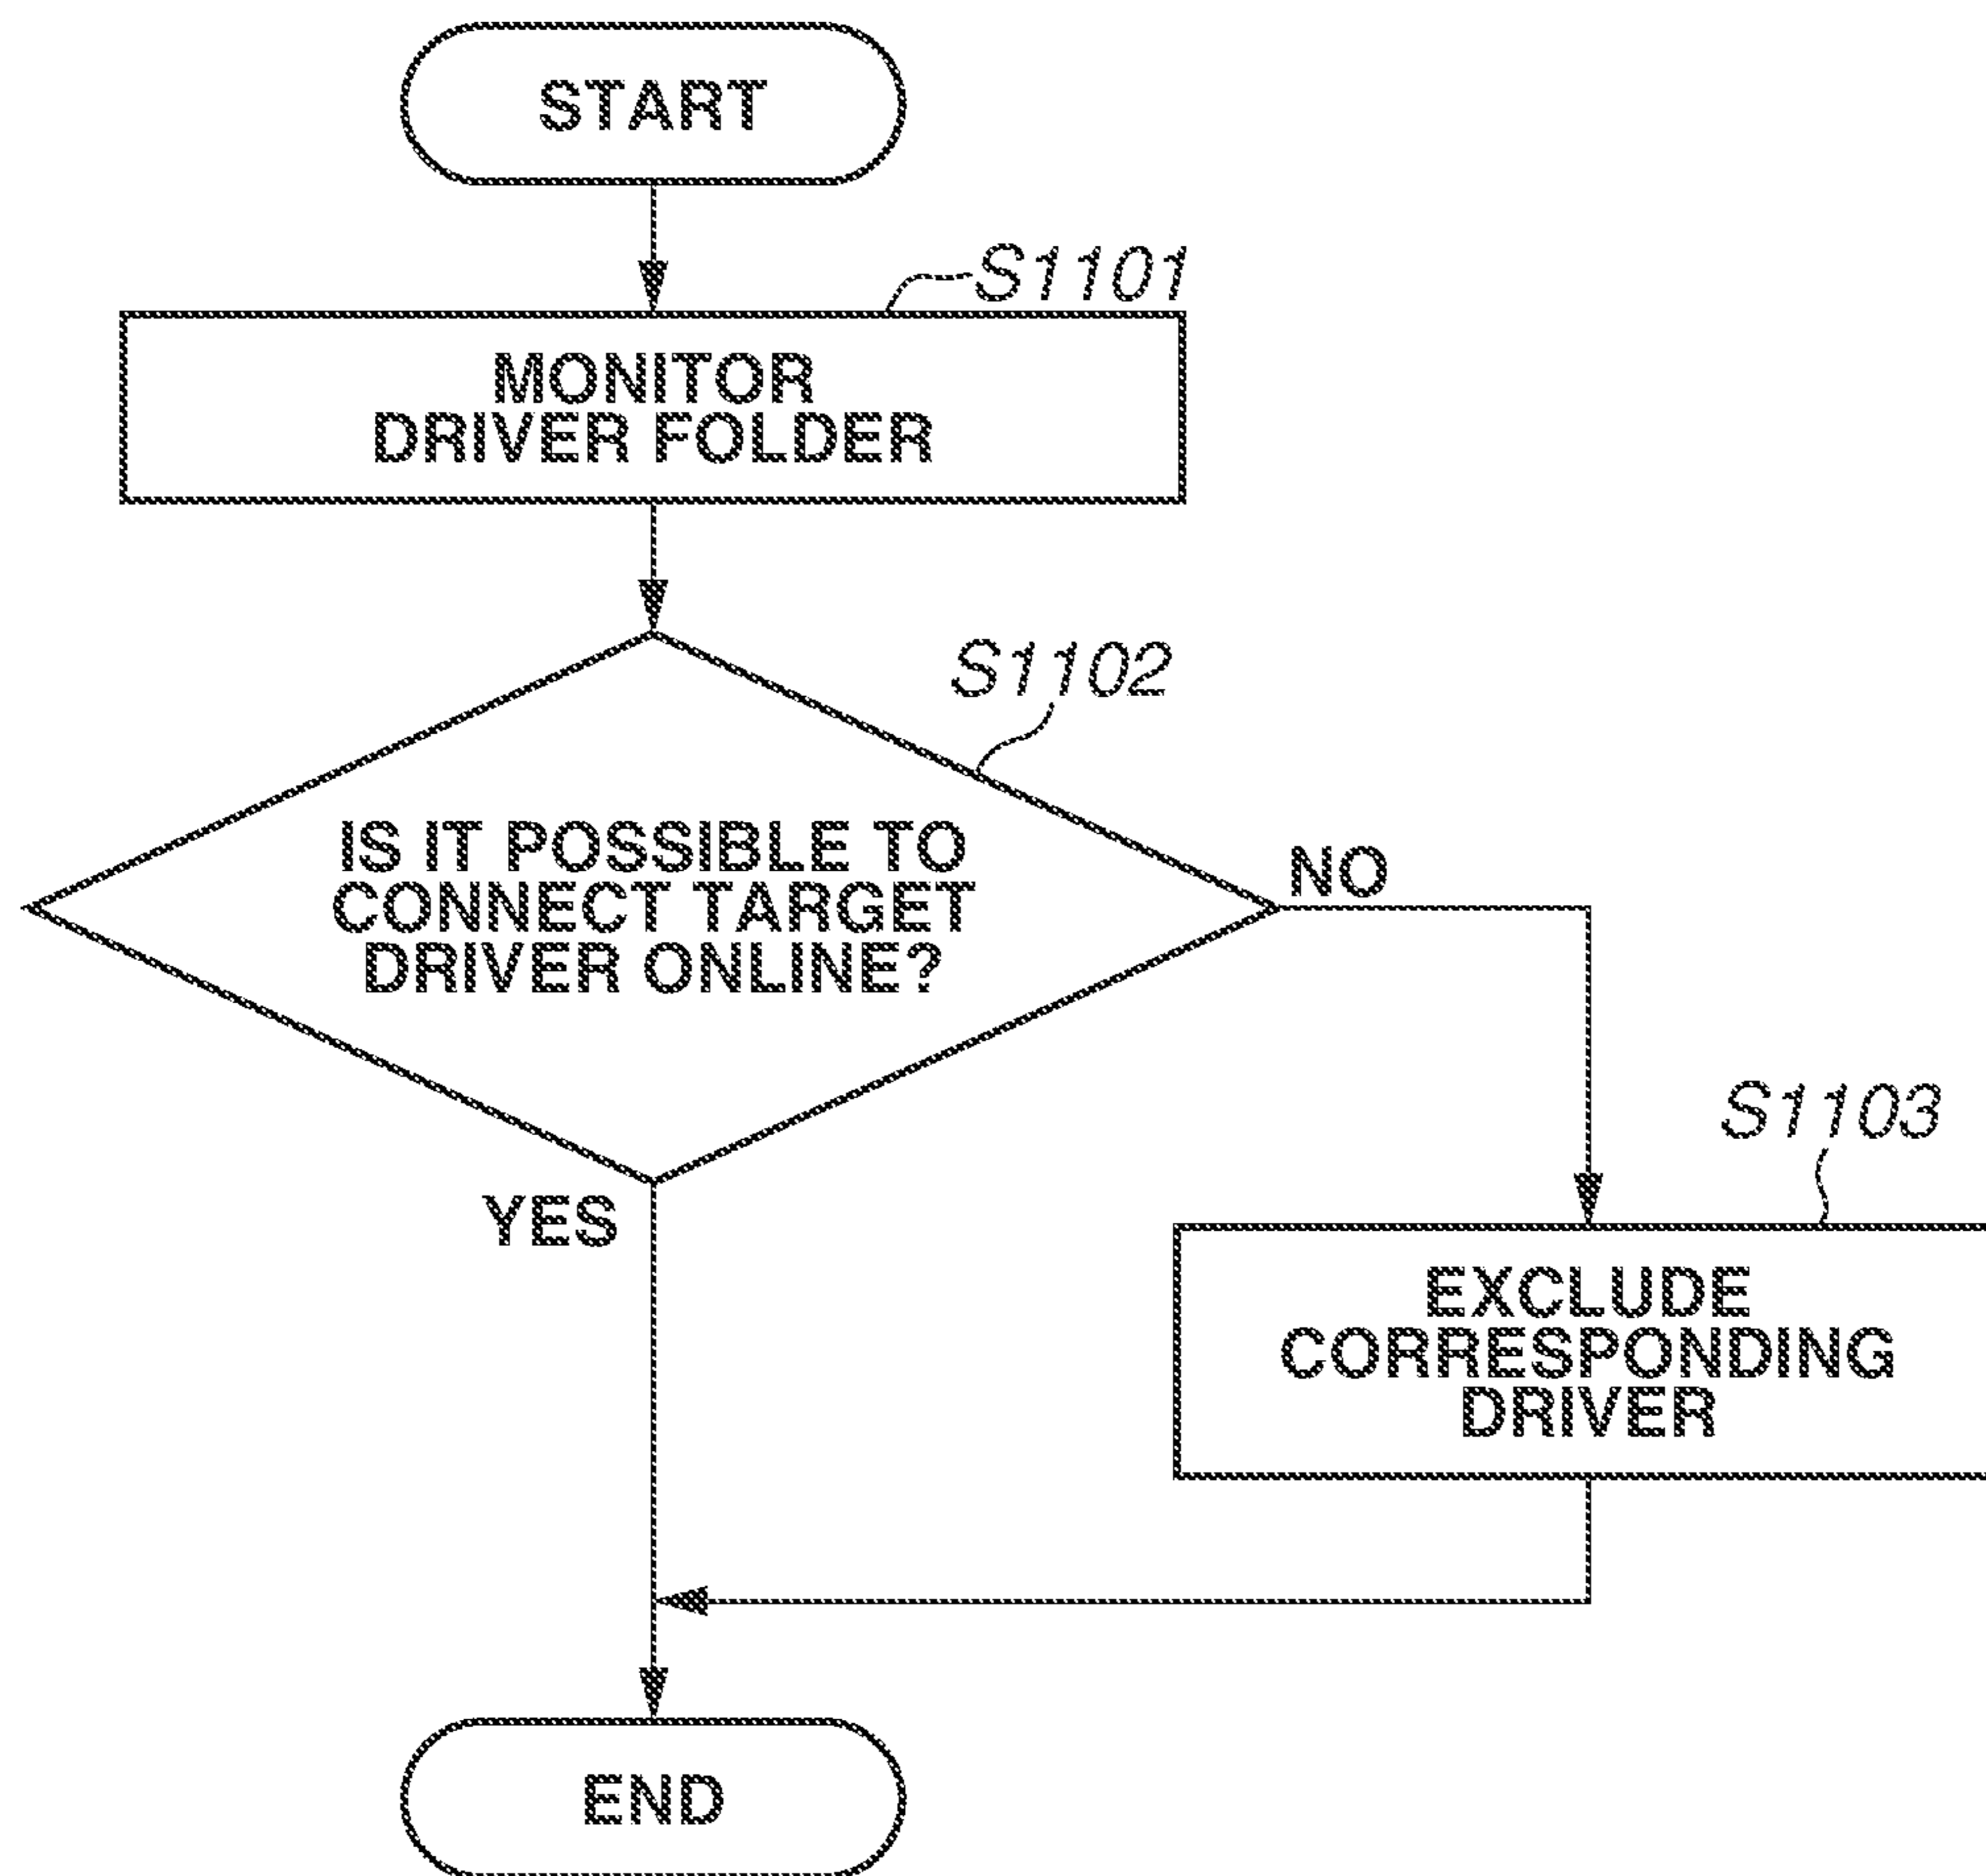 START
S1101
MONITOR
DRIVER FOLDER
S1102
IS IT POSSIBLE TO
CONNECT TARGET
DRIVER ONLINE?
NO
YES
S1103
EXCLUDE
CORRESPONDING
DRIVER
END